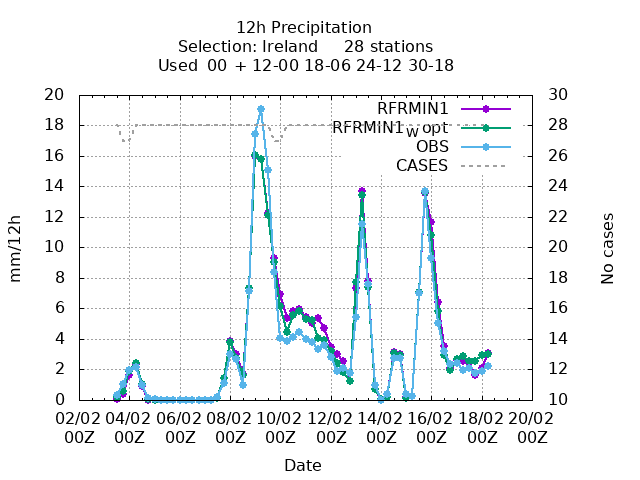 12h Precipitation
Selection: Ireland 28 stations
Used 00 + 12-00 18-06 24-12 30-18
20 30
RFRMIN1
18 28
RFRMIN1w opt
16 OBS 26
CASES
14 24
12 22
10 20
8 18
6 16
4 14
2 12
0 10
mm/12h
No cases
02/02 04/02 06/02 08/02 10/02 12/02 14/02 16/02 18/02 20/02
00Z 00Z 00Z 00Z 00Z 00Z 00Z 00Z 00Z 00Z
Date